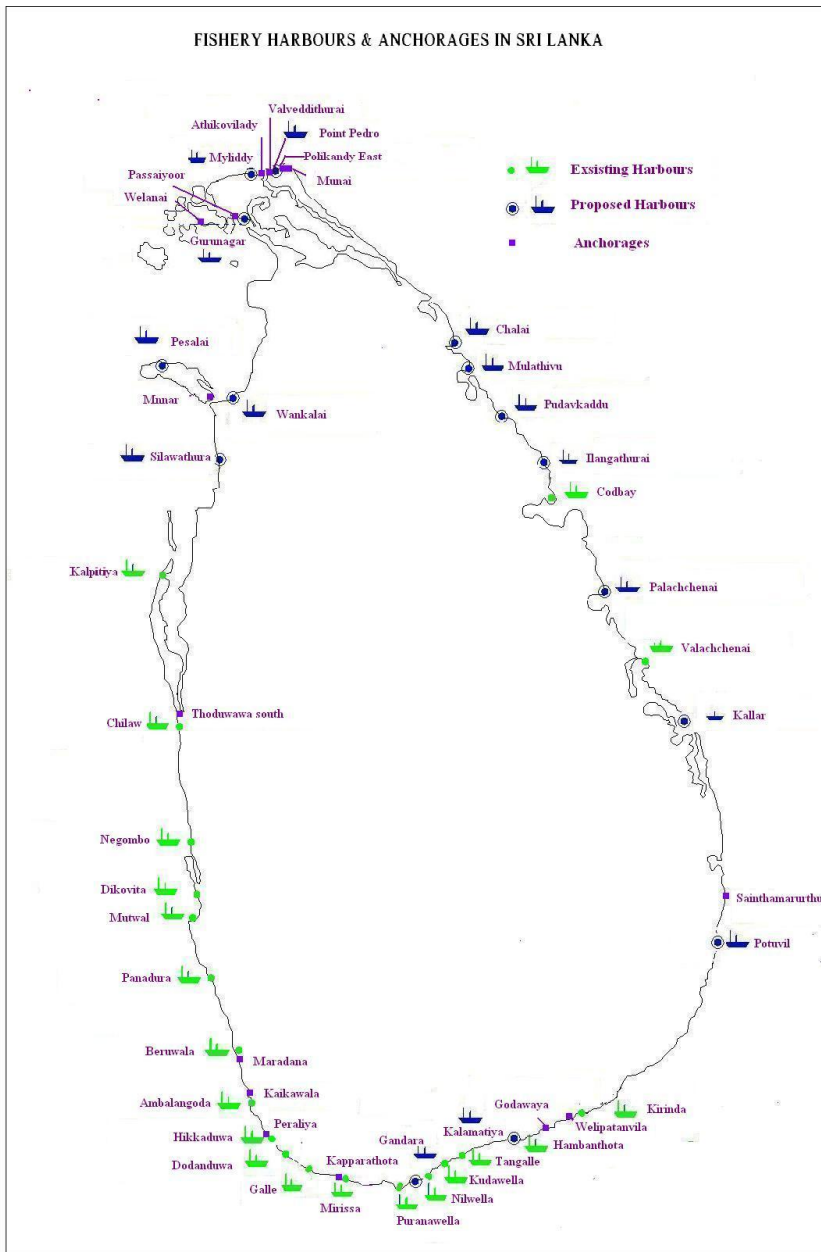 FISHERY HARBOURS & ANCHORAGES IN SRI LANKA
Valveddithurai
Athikovilady
Point Pedro
Myliddy
Polikandy East
Passaiyoor
Munai
Welanai
Gurunagar
Exsisting Harbours
Proposed Harbours
Anchorages
Chalai
Pesalai
Mulathivu
Mnnar
Wankalai
Pudavkaddu
Silawathura
Ilangathurai
Codbay
Kalpitiya
Palachchenai
Valachchenai
Thoduwawa south
Chilaw
Kallar
Negombo
Dikovita
Sainthamarurthu
Mutwal
Potuvil
Panadura
Beruwala
Maradana
Kaikawala
Ambalangoda
Godawaya
Kirinda
Peraliya
Kalamatiya
Welipatanvila
Hikkaduwa
Gandara
Hambanthota
Dodanduwa
Kapparathota
Tangalle
Kudawella
Galle
Nilwella
Mirissa
Puranawella